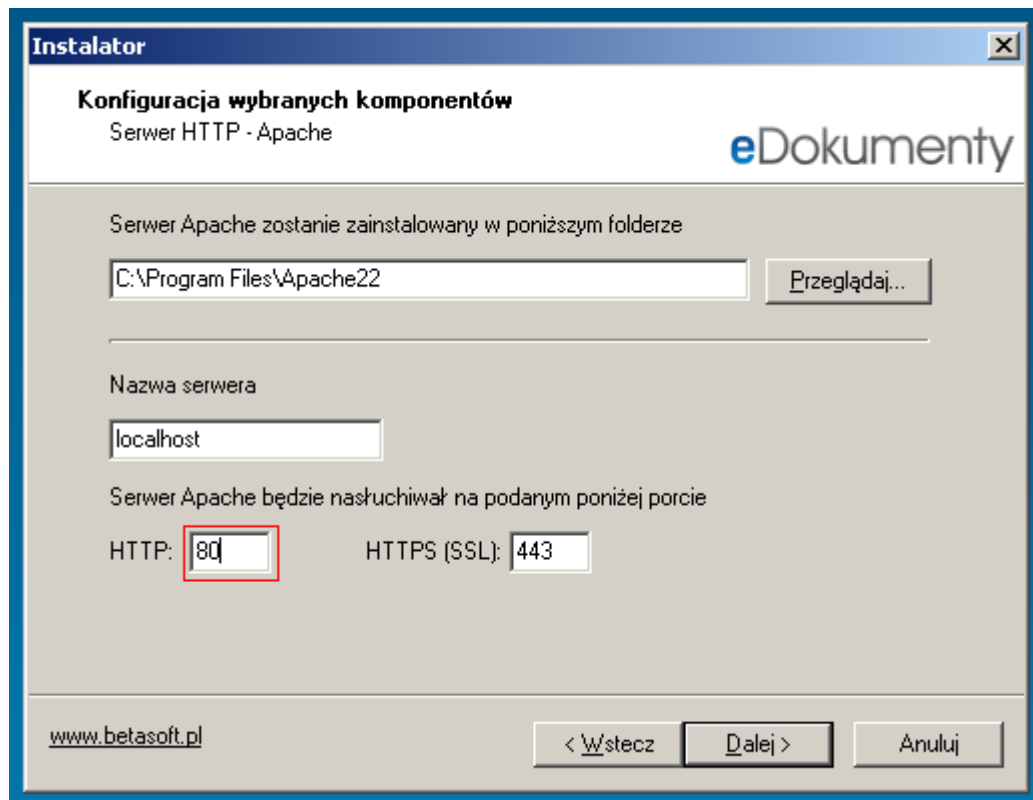 Instalator
Konfiguracja wybranych komponentów
Serwer HTTP - Apache
eDokumenty
Serwer Apache zostanie zainstalowany w poniższym folderze
C:\Program Files\Apache22
Przeglądaj...
Nazwa serwera
localhost
Serwer Apache będzie nasłuchiwał na podanym poniżej porcie
HTTP: 80 HTTPS (SSL): 443
www.betasoft.pl
< Wstecz Dalej > Anuluj